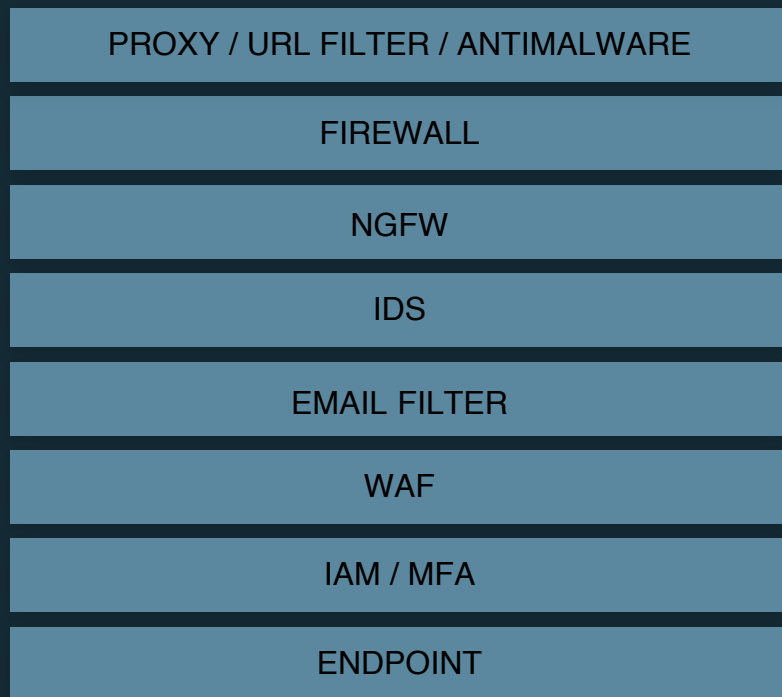 PROXY / URL FILTER / ANTIMALWARE
FIREWALL
NGFW
IDS
EMAIL FILTER
WAF
IAM / MFA
ENDPOINT